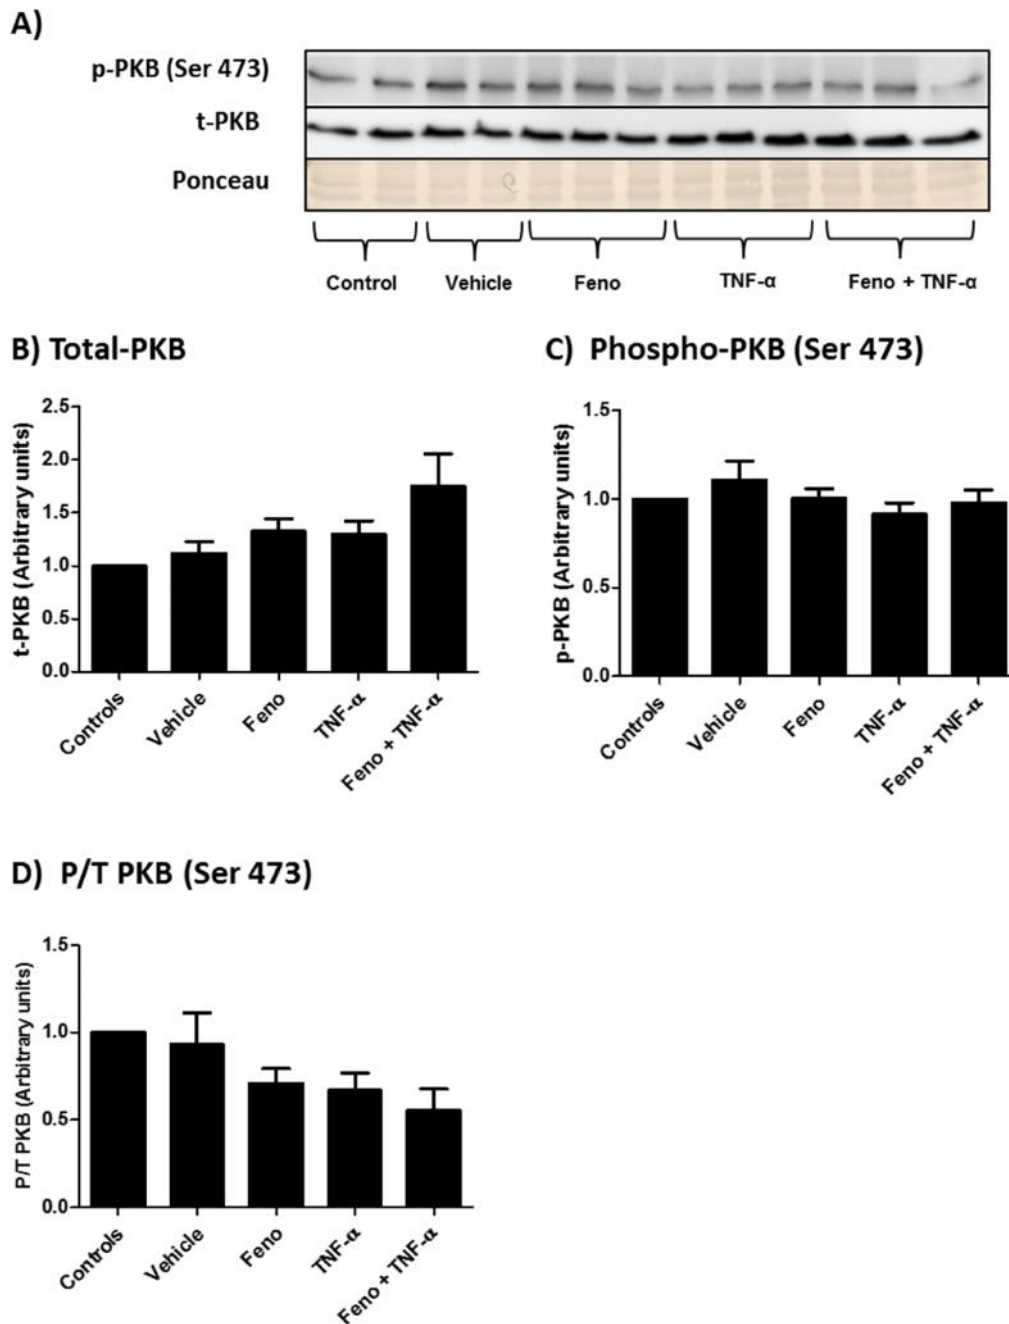 A)
p-PKB (Ser 473)
t-PKB
Ponceau
Control Vehicle Feno TNF-α Feno + TNF-α
B) Total-PKB
2.5
2.0
1.5
1.0
0.5
0.0
t-PKB (Arbitrary units)
Controls
Vehicle
Feno
TNF-α
Feno + TNF-α
C) Phospho-PKB (Ser 473)
1.5
1.0
0.5
0.0
p-PKB (Arbitrary units)
Controls
Vehicle
Feno
TNF-α
Feno + TNF-α
D) P/T PKB (Ser 473)
1.5
1.0
0.5
0.0
P/T PKB (Arbitrary units)
Controls
Vehicle
Feno
TNF-α
Feno + TNF-α